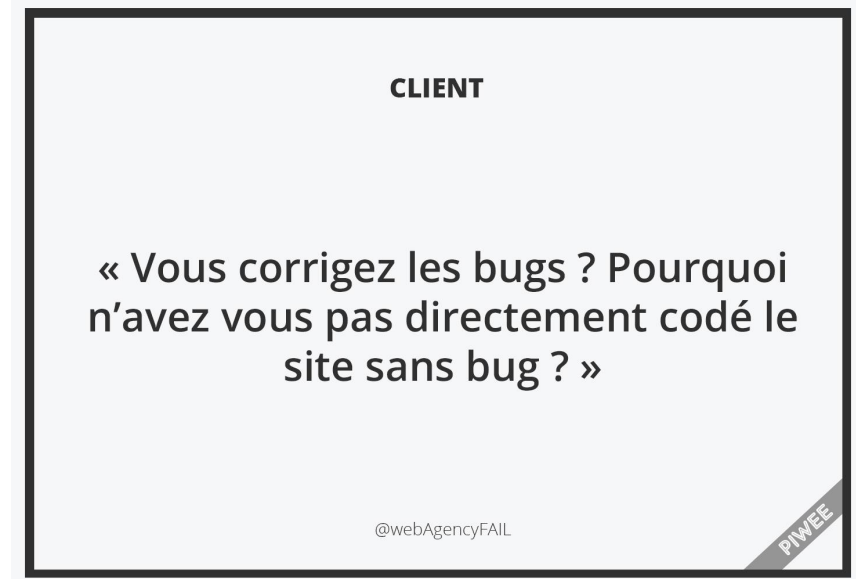 CLIENT
« Vous corrigez les bugs ? Pourquoi
n’avez vous pas directement codé le
site sans bug ? »
@webAgencyFAIL
PIWEE